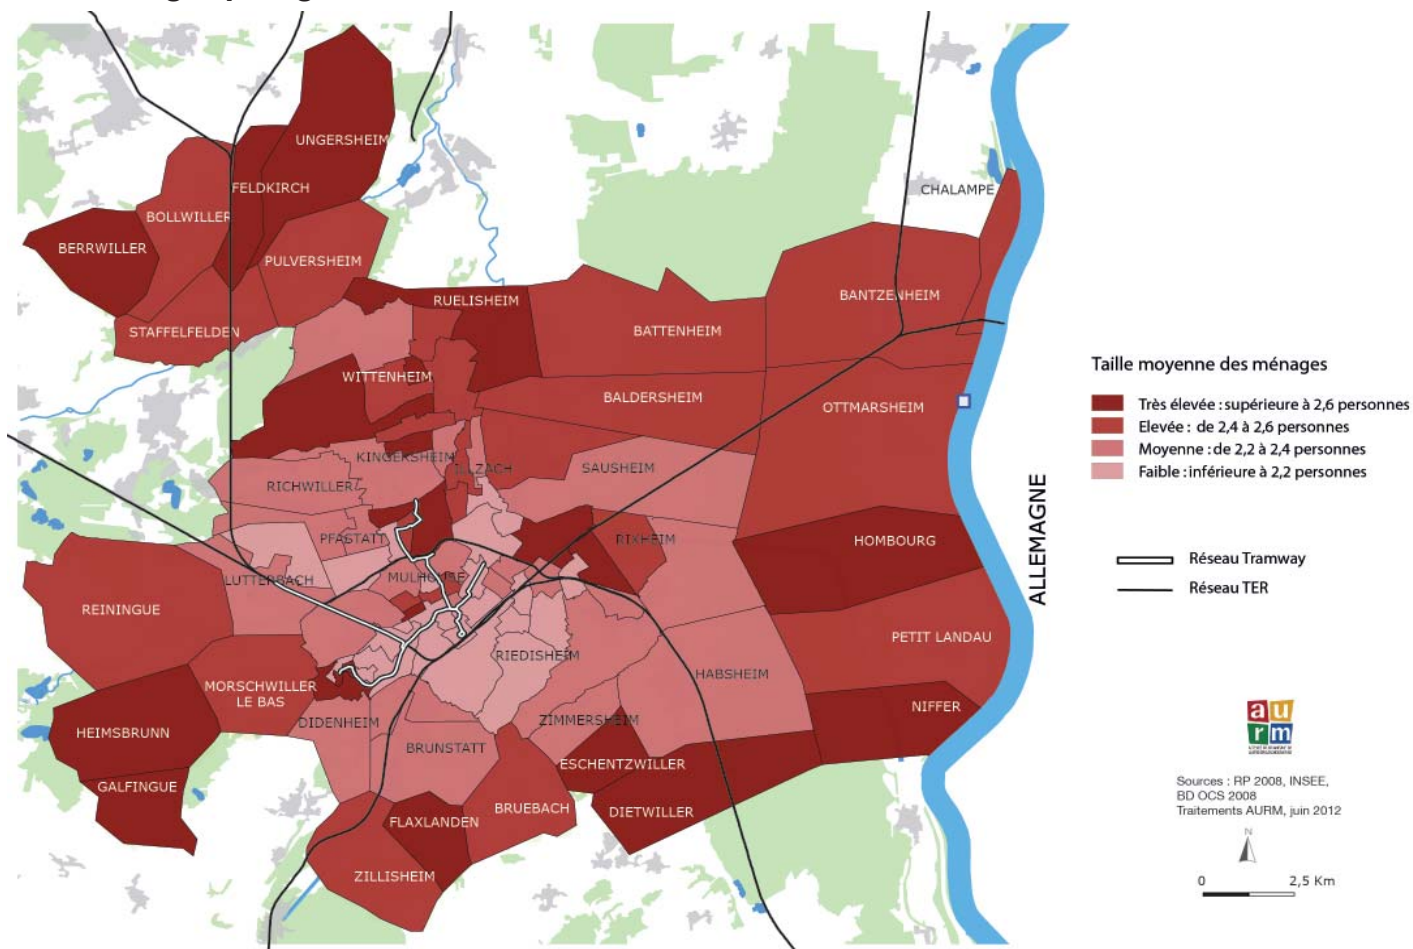 UNGERSHEIM
FELDKIRCH
CHALAMPE
BOLLWILLER
BERRWILLER
PULVERSHEIM
RUELISHEIM
BANTZENHEIM
STAFFELFELDEN
BATTENHEIM
WITTENHEIM
BALDERSHEIM
OTTMARSHEIM
KINGERSHEIM
ILLZACH
SAUSHEIM
RICHWILLER
PFASTATT
RIXHEIM
HOMBOURG
LUTTERBACH
MULHOUSE
REININGUE
PETIT LANDAU
RIEDISHEIM
HABSHEIM
MORSCHWILLER
LE BAS
NIFFER
DIDENHEIM
ZIMMERSHEIM
HEIMSBRUNN
BRUNSTATT
ESCHENTZWILLER
GALFINGUE
BRUEBACH
DIETWILLER
FLAXLANDEN
ZILLISHEIM
ALLEMAGNE
Taille moyenne des ménages
Très élevée : supérieure à 2,6 personnes
Elevée : de 2,4 à 2,6 personnes
Moyenne : de 2,2 à 2,4 personnes
Faible : inférieure à 2,2 personnes
Réseau Tramway
Réseau TER
au
rm
Sources : RP 2008, INSEE,
BD OCS 2008
Traitements AURM, juin 2012
N
0 2,5 Km